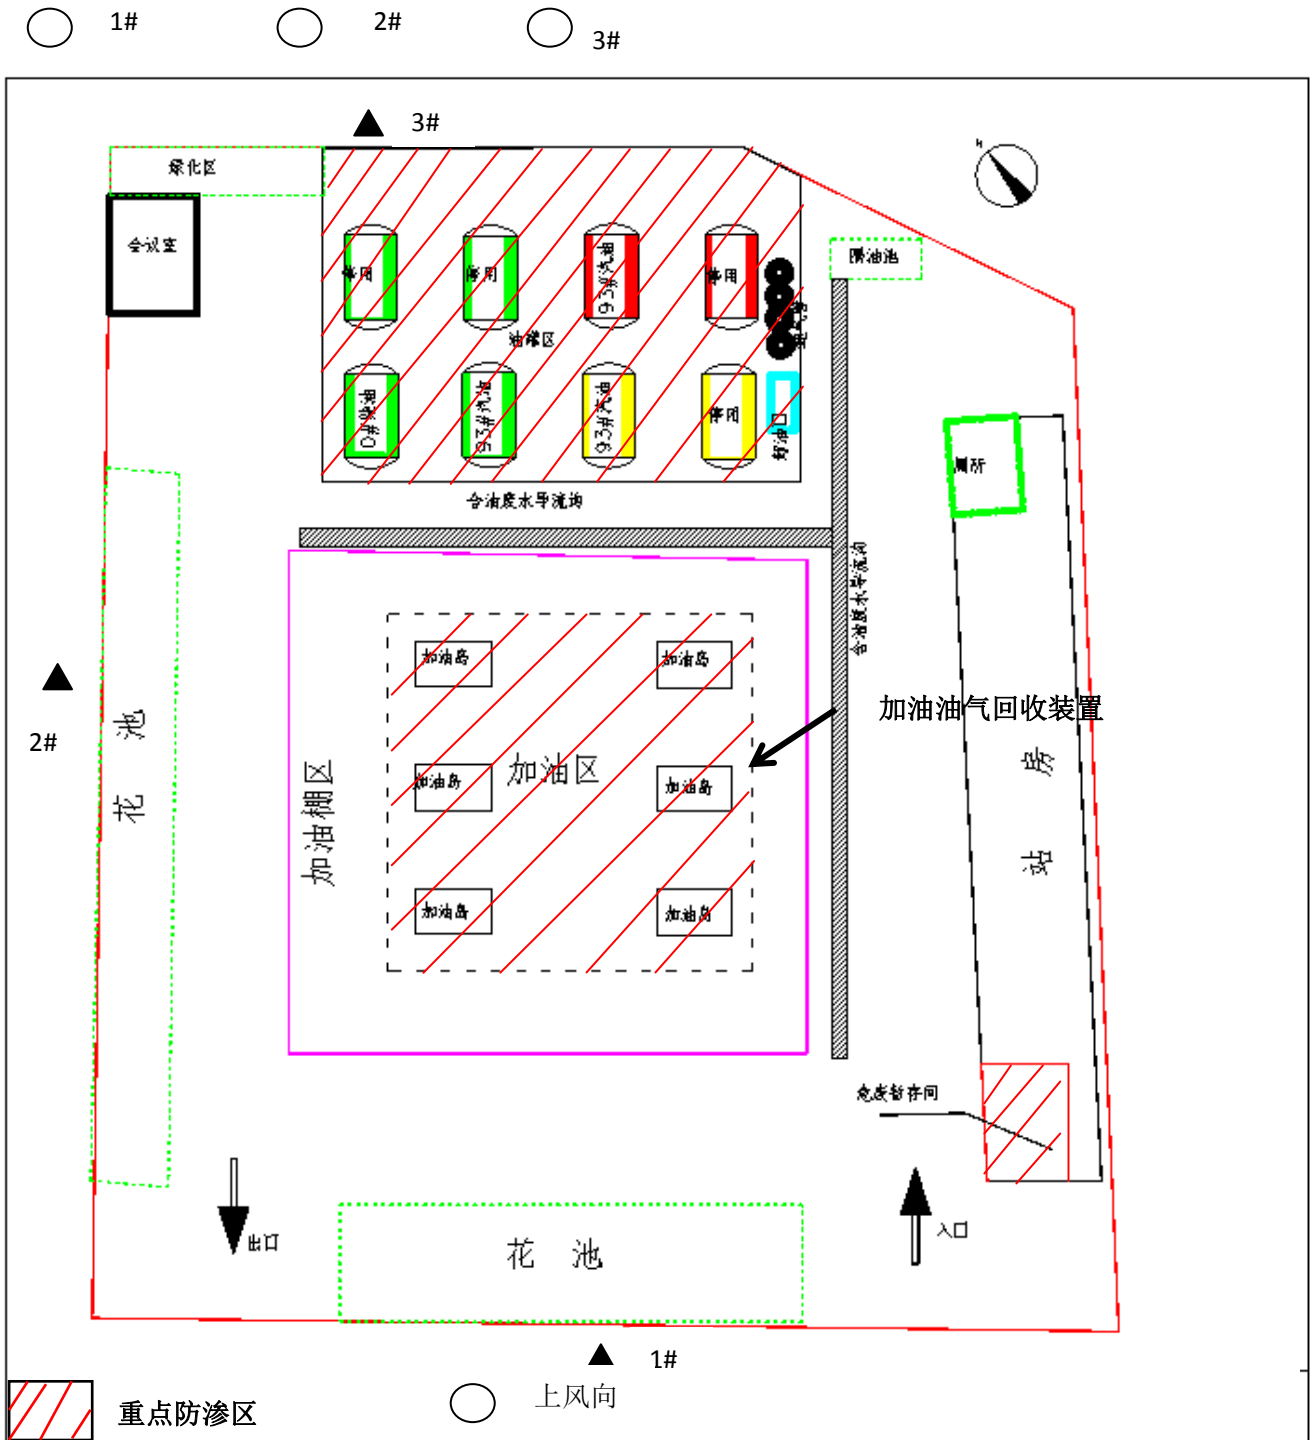 1#
2#
3#
3#
绿化区
会议室
停用
停用
93#汽油
停用
隔油池
油罐区
0#柴油
93#汽油
93#汽油
停用
卸油口
厕所
含油废水导流沟
含油废水导流沟
加油岛
加油岛
加油油气回收装置
2#
花 池
加油棚区
加油岛
加油区
加油岛
站 房
加油岛
加油岛
危废暂存间
出口
花 池
入口
1#
重点防渗区
上风向